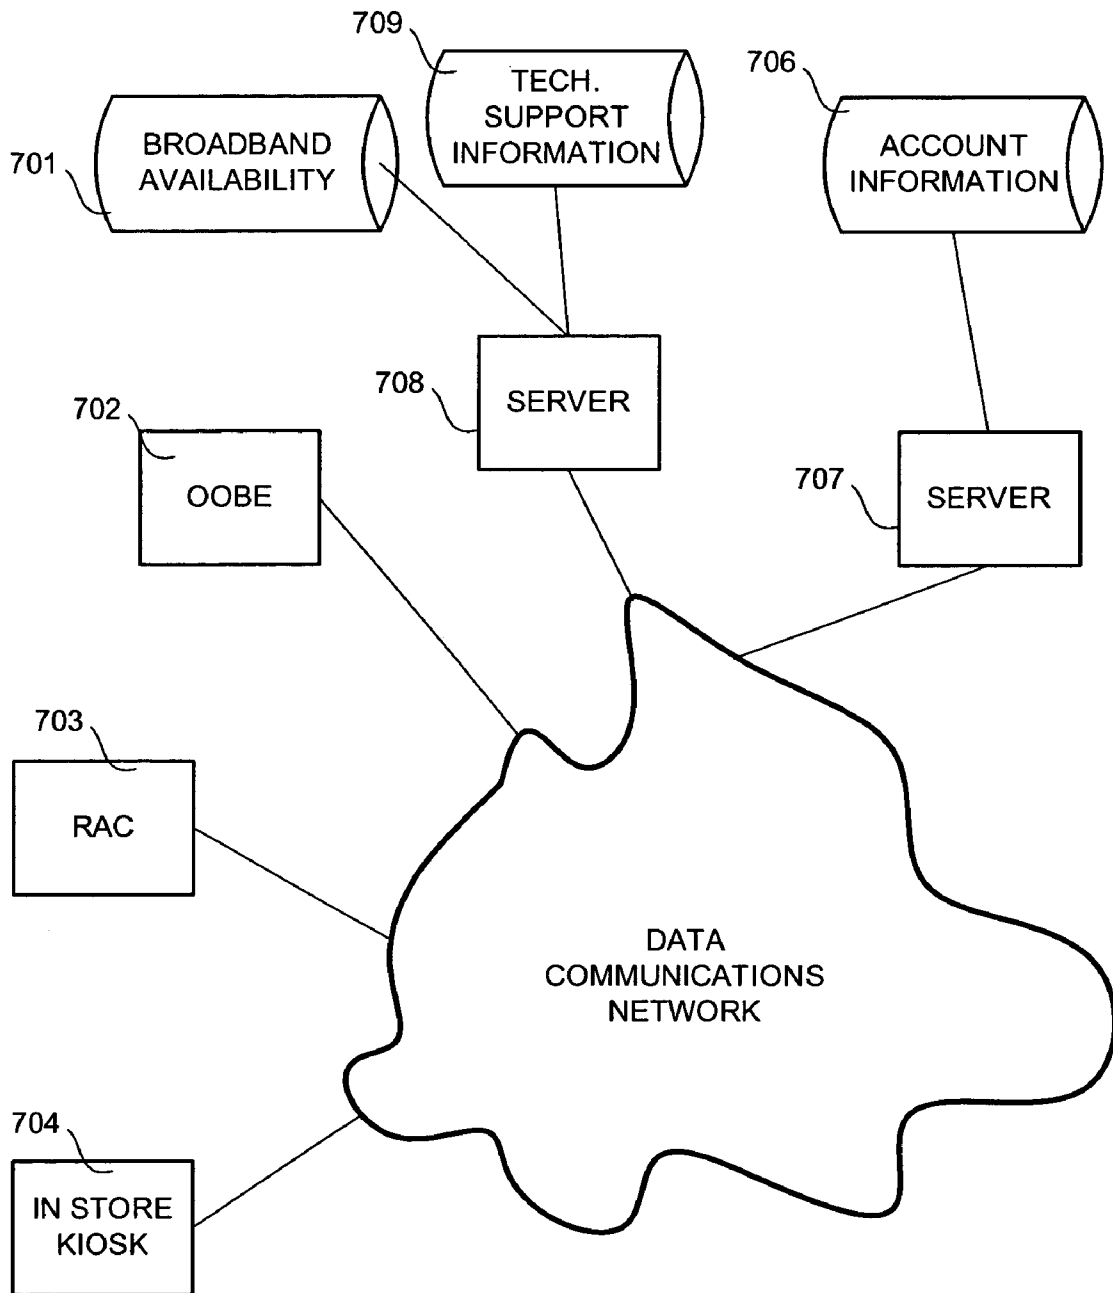 709
TECH.
SUPPORT
INFORMATION
706
ACCOUNT
INFORMATION
BROADBAND
AVAILABILITY
701
708
SERVER
702
OOBE
707
SERVER
703
RAC
DATA
COMMUNICATIONS
NETWORK
704
IN STORE
KIOSK